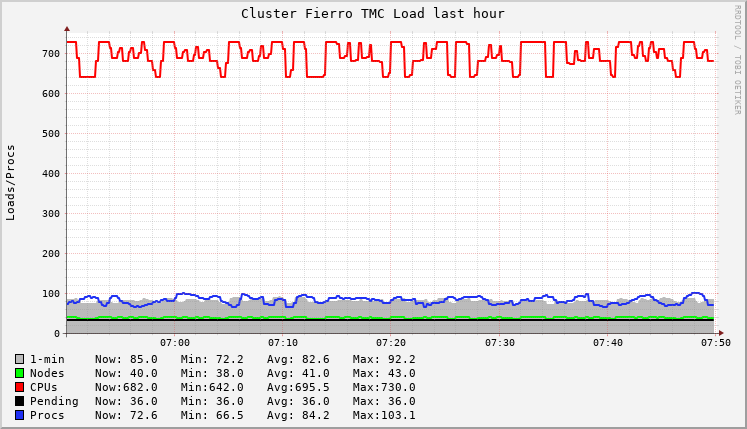 Cluster Fierro TMC Load last hour
RRDTOOL / TOBI OETIKER
Loads/Procs
700
600
500
400
300
200
100
0
07:00 07:10 07:20 07:30 07:40 07:50
1-min Now: 85.0 Min: 72.2 Avg: 82.6 Max: 92.2
Nodes Now: 40.0 Min: 38.0 Avg: 41.0 Max: 43.0
CPUs Now:682.0 Min:642.0 Avg:695.5 Max:730.0
Pending Now: 36.0 Min: 36.0 Avg: 36.0 Max: 36.0
Procs Now: 72.6 Min: 66.5 Avg: 84.2 Max:103.1